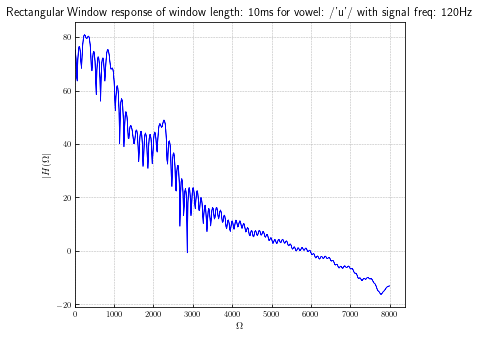 Rectangular Window response of window length: 10ms for vowel: /'u'/ with signal freq: 120Hz
80
60
40
20
0
−20
|H(Ω|
0 1000 2000 3000 4000 5000 6000 7000 8000
Ω